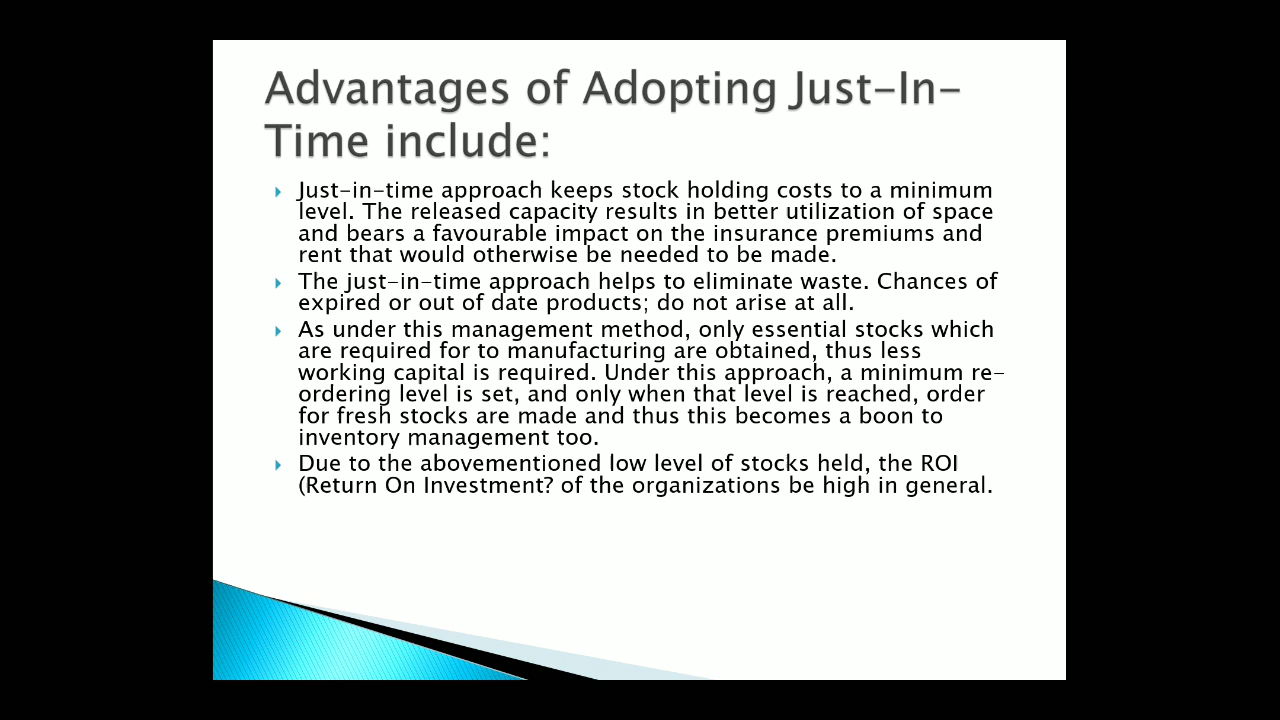 Advantages of Adopting Just-In-
Time include:
Just-in-time approach keeps stock holding costs to a minimum
level. The released capacity results in better utilization of space
and bears a favourable impact on the insurance premiums and
rent that would otherwise be needed to be made.
The just-in-time approach helps to eliminate waste. Chances of
expired or out of date products; do not arise at all.
As under this management method, only essential stocks which
are required for to manufacturing are obtained, thus less
working capital is required. Under this approach, a minimum re-
ordering level is set, and only when that level is reached, order
for fresh stocks are made and thus this becomes a boon to
inventory management too.
Due to the abovementioned low level of stocks held, the ROI
(Return On Investment? of the organizations be high in general.